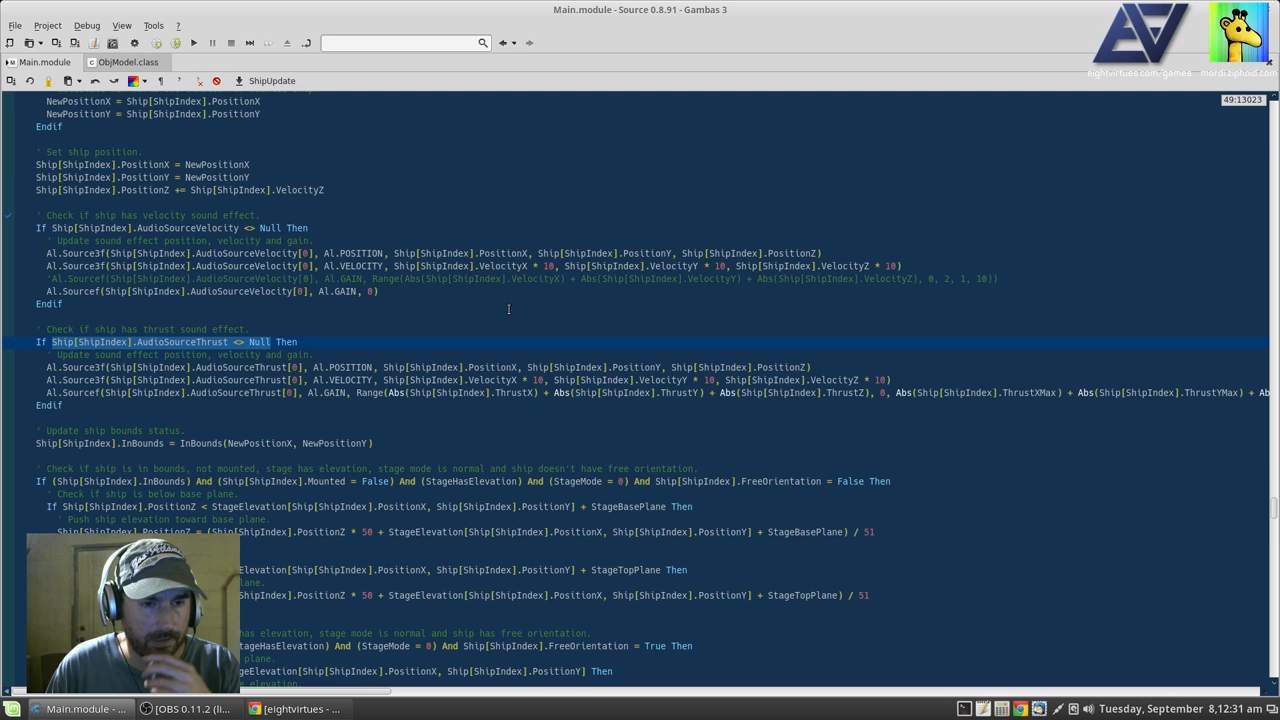 Main.module - Source 0.8.91 - Gambas 3
File Project Debug View Tools ?
Main.module ObjModel.class
ShipUpdate
eightvirtues.com/games
49:13023
NewPositionX = Ship[ShipIndex].PositionX
NewPositionY = Ship[ShipIndex].PositionY
Endif
' Set ship position.
Ship[ShipIndex].PositionX = NewPositionX
Ship[ShipIndex].PositionY = NewPositionY
Ship[ShipIndex].PositionZ += Ship[ShipIndex].VelocityZ
' Check if ship has velocity sound effect.
If Ship[ShipIndex].AudioSourceVelocity <> Null Then
' Update sound effect position, velocity and gain.
Al.Source3f(Ship[ShipIndex].AudioSourceVelocity[0], Al.POSITION, Ship[ShipIndex].PositionX, Ship[ShipIndex].PositionY, Ship[ShipIndex].PositionZ)
Al.Source3f(Ship[ShipIndex].AudioSourceVelocity[0], Al.VELOCITY, Ship[ShipIndex].VelocityX * 10, Ship[ShipIndex].VelocityY * 10, Ship[ShipIndex].VelocityZ * 10)
'Al.Sourcef(Ship[ShipIndex].AudioSourceVelocity[0], Al.GAIN, Range(Abs(Ship[ShipIndex].VelocityX) + Abs(Ship[ShipIndex].VelocityY) + Abs(Ship[ShipIndex].VelocityZ), 0, 2, 1, 10))
Al.Sourcef(Ship[ShipIndex].AudioSourceVelocity[0], Al.GAIN, 0)
Endif
' Check if ship has thrust sound effect.
If Ship[ShipIndex].AudioSourceThrust <> Null Then
' Update sound effect position, velocity and gain.
Al.Source3f(Ship[ShipIndex].AudioSourceThrust[0], Al.POSITION, Ship[ShipIndex].PositionX, Ship[ShipIndex].PositionY, Ship[ShipIndex].PositionZ)
Al.Source3f(Ship[ShipIndex].AudioSourceThrust[0], Al.VELOCITY, Ship[ShipIndex].VelocityX * 10, Ship[ShipIndex].VelocityY * 10, Ship[ShipIndex].VelocityZ * 10)
Al.Sourcef(Ship[ShipIndex].AudioSourceThrust[0], Al.GAIN, Range(Abs(Ship[ShipIndex].ThrustX) + Abs(Ship[ShipIndex].ThrustY) + Abs(Ship[ShipIndex].ThrustZ), 0, Abs(Ship[ShipIndex].ThrustXMax) + Abs(Ship[ShipIndex].ThrustYMax) + Ab
Endif
' Update ship bounds status.
Ship[ShipIndex].InBounds = InBounds(NewPositionX, NewPositionY)
' Check if ship is in bounds, not mounted, stage has elevation, stage mode is normal and ship doesn't have free orientation.
If (Ship[ShipIndex].InBounds) And (Ship[ShipIndex].Mounted = False) And (StageHasElevation) And (StageMode = 0) And Ship[ShipIndex].FreeOrientation = False Then
' Check if ship is below base plane.
If Ship[ShipIndex].PositionZ < StageElevation[Ship[ShipIndex].PositionX, Ship[ShipIndex].PositionY] + StageBasePlane Then
' Push ship elevation toward base plane.
Ship[ShipIndex].PositionZ = (Ship[ShipIndex].PositionZ * 50 + StageElevation[Ship[ShipIndex].PositionX, Ship[ShipIndex].PositionY] + StageBasePlane) / 51
Elevation[Ship[ShipIndex].PositionX, Ship[ShipIndex].PositionY] + StageTopPlane Then
lane.
hipIndex].PositionZ * 50 + StageElevation[Ship[ShipIndex].PositionX, Ship[ShipIndex].PositionY] + StageTopPlane) / 51
has elevation, stage mode is normal and ship has free orientation.
tageHasElevation) And (StageMode = 0) And Ship[ShipIndex].FreeOrientation = True Then
plane.
geElevation[Ship[ShipIndex].PositionX, Ship[ShipIndex].PositionY] Then
elevation.
Main.module - ... [OBS 0.11.2 (li... [eightvirtues - ... Tuesday, September 8, 12:31 am